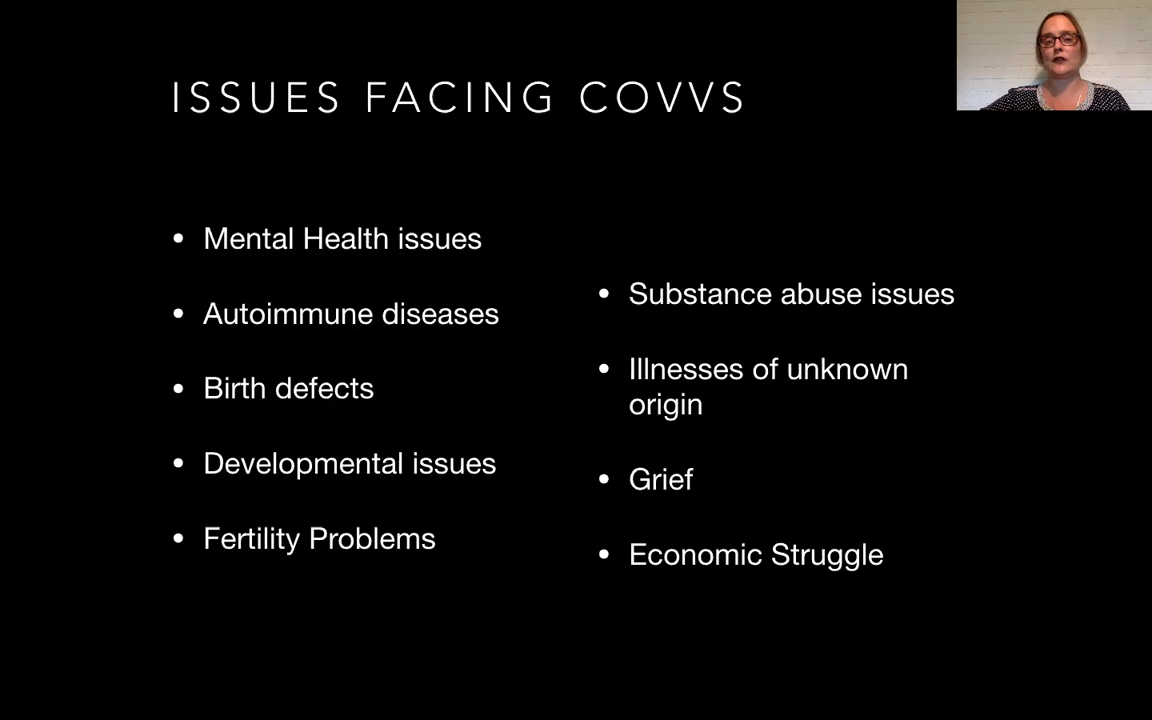 ISSUES FACING COVVS
• Mental Health issues
• Autoimmune diseases
• Birth defects
• Developmental issues
• Fertility Problems
• Substance abuse issues
• Illnesses of unknown
origin
• Grief
• Economic Struggle